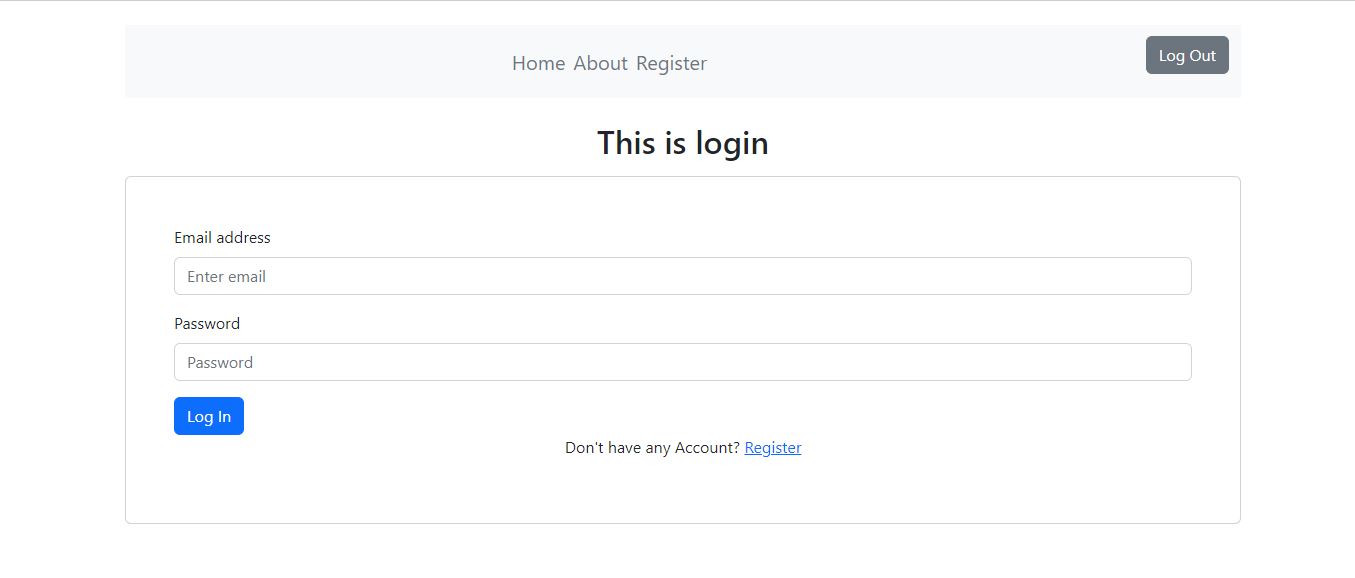 Home About Register
Log Out
This is login
Email address
Enter email
Password
Password
Log In
Don't have any Account? Register